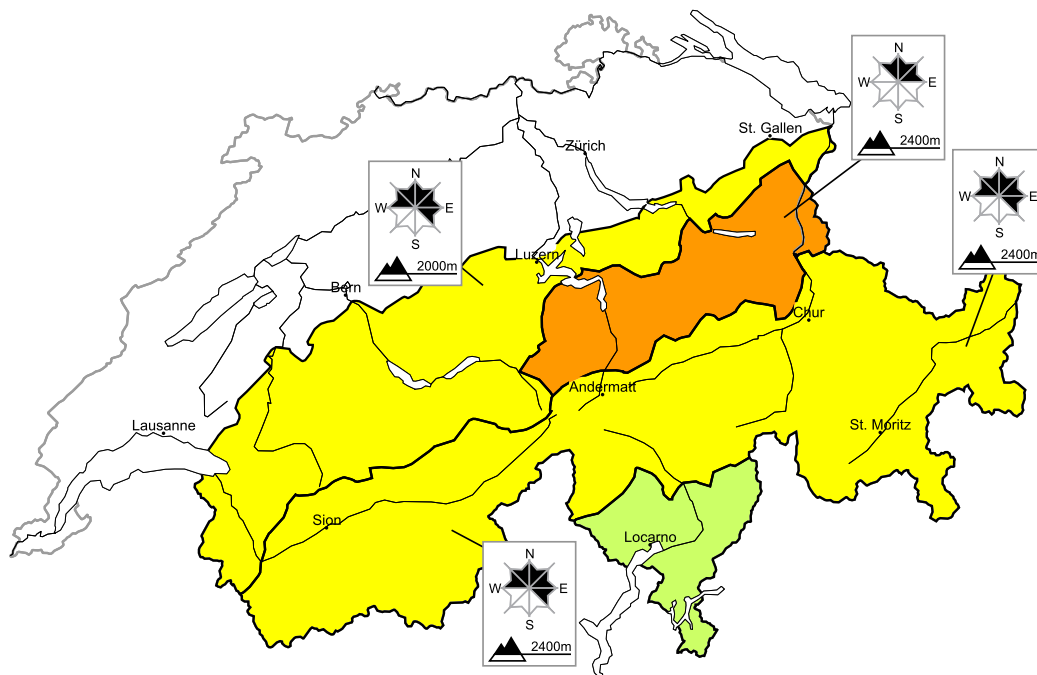 N
W E
S
2400m
St. Gallen
Zürich
N
W E
S
2400m
N
W E
S
2000m
Luzern
Bern
Chur
Andermatt
Lausanne
St. Moritz
Sion
Locarno
N
W E
S
2400m